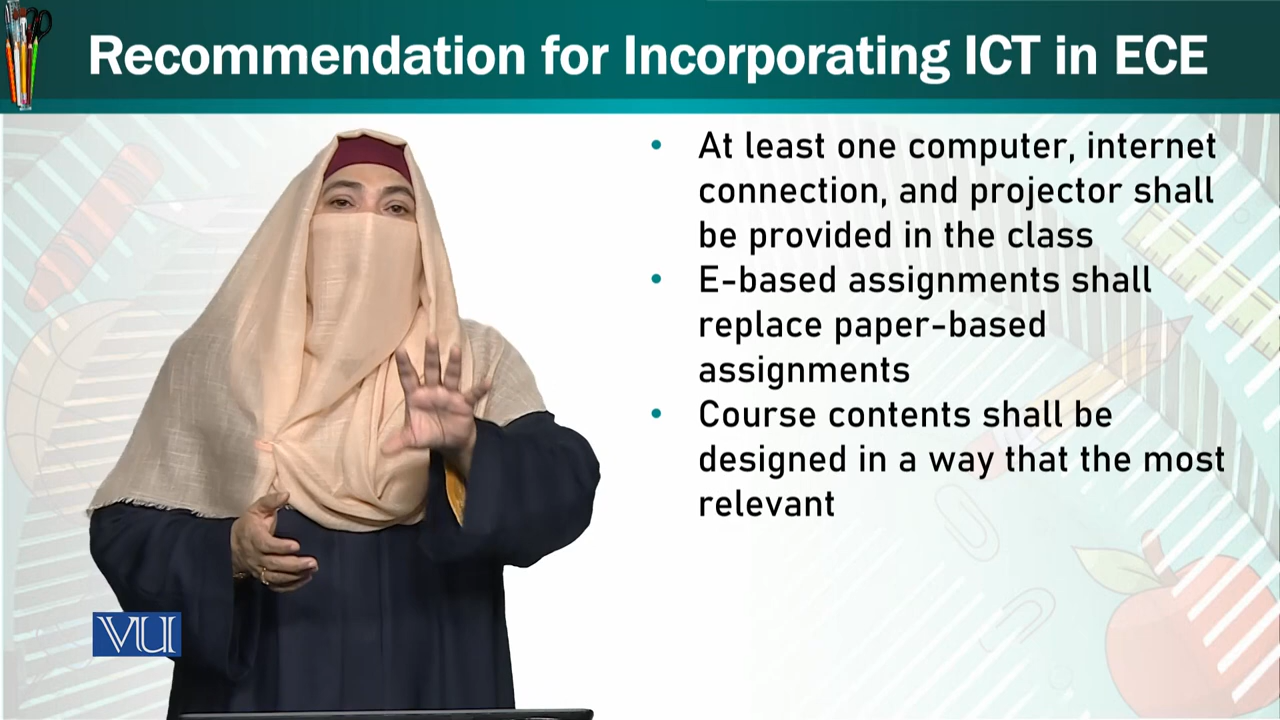 Recommendation for Incorporating ICT in ECE
• At least one computer, internet
connection, and projector shall
be provided in the class
• E-based assignments shall
replace paper-based
assignments
• Course contents shall be
designed in a way that the most
relevant
VU